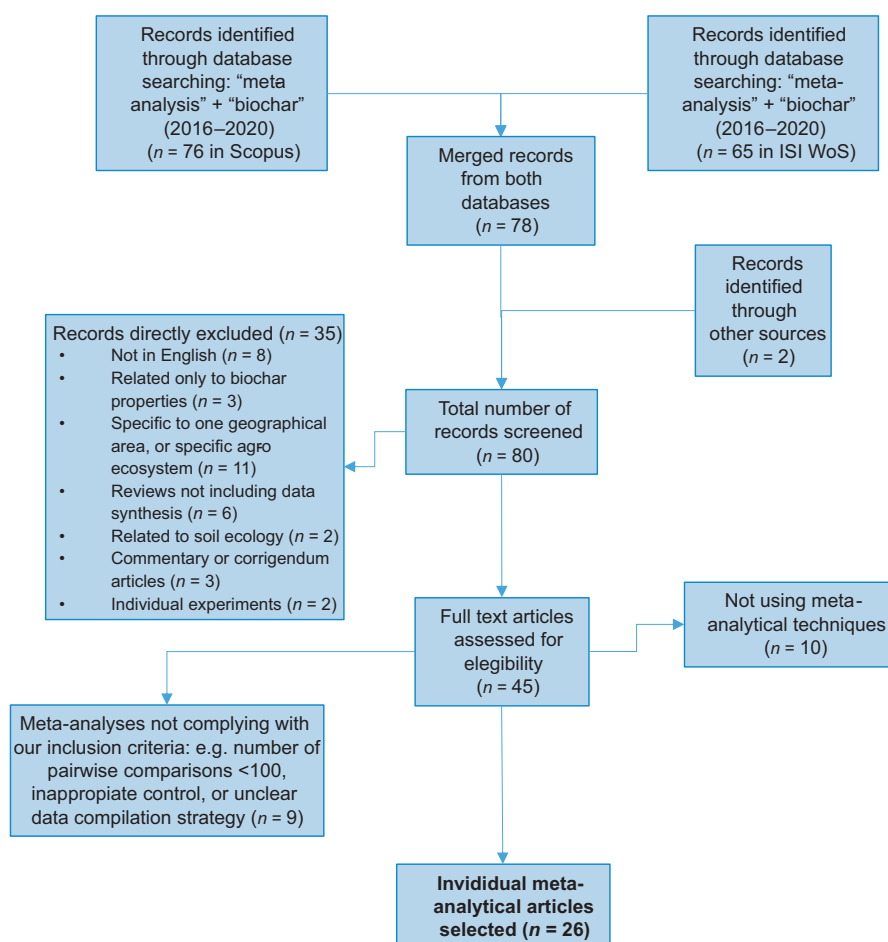 Records identified
through database
searching: “meta
analysis” + “biochar”
(2016–2020)
(n = 76 in Scopus)
Records identified
through database
searching: “meta-
analysis” + “biochar”
(2016–2020)
(n = 65 in ISI WoS)
Merged records
from both
databases
(n = 78)
Records
identified
through
other sources
(n = 2)
Records directly excluded (n = 35)
• Not in English (n = 8)
• Related only to biochar
properties (n = 3)
• Specific to one geographical
area, or specific agro
ecosystem (n = 11)
• Reviews not including data
synthesis (n = 6)
• Related to soil ecology (n = 2)
• Commentary or corrigendum
articles (n = 3)
• Individual experiments (n = 2)
Total number of
records screened
(n = 80)
Full text articles
assessed for
elegibility
(n = 45)
Not using meta-
analytical techniques
(n = 10)
Meta-analyses not complying with
our inclusion criteria: e.g. number of
pairwise comparisons <100,
inappropiate control, or unclear
data compilation strategy (n = 9)
Invididual meta-
analytical articles
selected (n = 26)